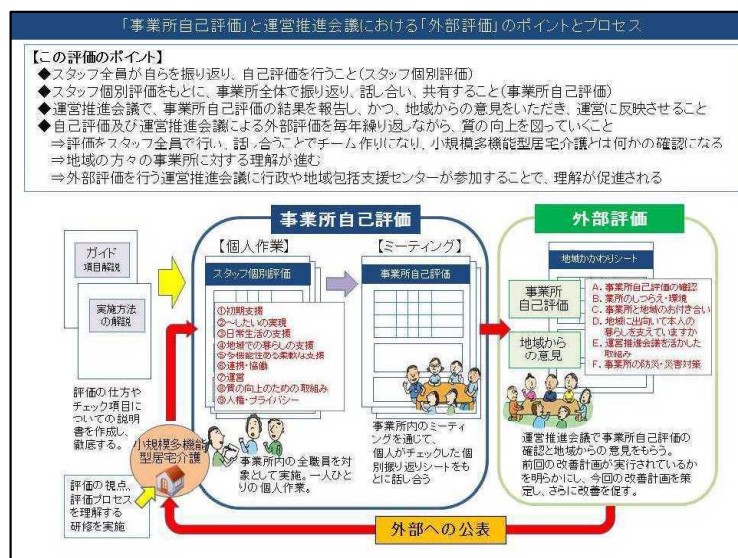 「事業所自己評価」と運営推進会議における「外部評価」のポイントとプロセス
【この評価のポイント】
◆スタッフ全員が自らを振り返り、自己評価を行うこと(スタッフ個別評価)
◆スタッフ個別評価をもとに、事業所全体で振り返り、話し合い、共有すること(事業所自己評価)
◆運営推進会議で、事業所自己評価の結果を報告し、かつ、地域からの意見をいただき、運営に反映させること
◆自己評価及び運営推進会議による外部評価を毎年繰り返しながら、質の向上を図っていくこと
⇒評価をスタッフ全員で行い、話し合うことでチーム作りになり、小規模多機能型居宅介護とは何かの確認になる
⇒地域の方々の事業所に対する理解が進む
⇒外部評価を行う運営推進会議に行政や地域包括支援センターが参加することで、理解が促進される
ガイド
項目解説
実施方法
の解説
評価の仕方や
チェック項目に
ついての説明
書を作成し、
徹底する。
小規模多機能
型居宅介護
評価の視点、
評価プロセス
を理解する
研修を実施
事業所自己評価
【個人作業】
スタッフ個別評価
①初期支援
②~したいの実現
③日常生活の支援
④地域での暮らしの支援
⑤多機能性ある柔軟な支援
⑥連携・協働
⑦運営
⑧質の向上のための取組み
⑨人権・プライバシー
事業所内の全職員を対
象として実施。一人ひ
とりの個人作業。
【ミーティング】
事業所自己評価
事業所内のミーティ
ングを通じて、
個人がチェックした個
別振り返りシートをも
とに話し合う
外部評価
地域かかわりシート
事業所
自己評価
地域から
の意見
A．事業所自己評価の確認
B．業所のしつらえ・環境
C．事業所と地域のお付き合い
D．地域に出向いて本人の
暮らしを支えていますか
E．運営推進会議を活かした
取組み
F．事業所の防災・災害対策
運営推進会議で事業所自己評価の
確認と地域からの意見をもらう。
前回の改善計画が実行されているか
を明らかにし、今回の改善計画を策
定し、さらに改善を促す。
外部への公表